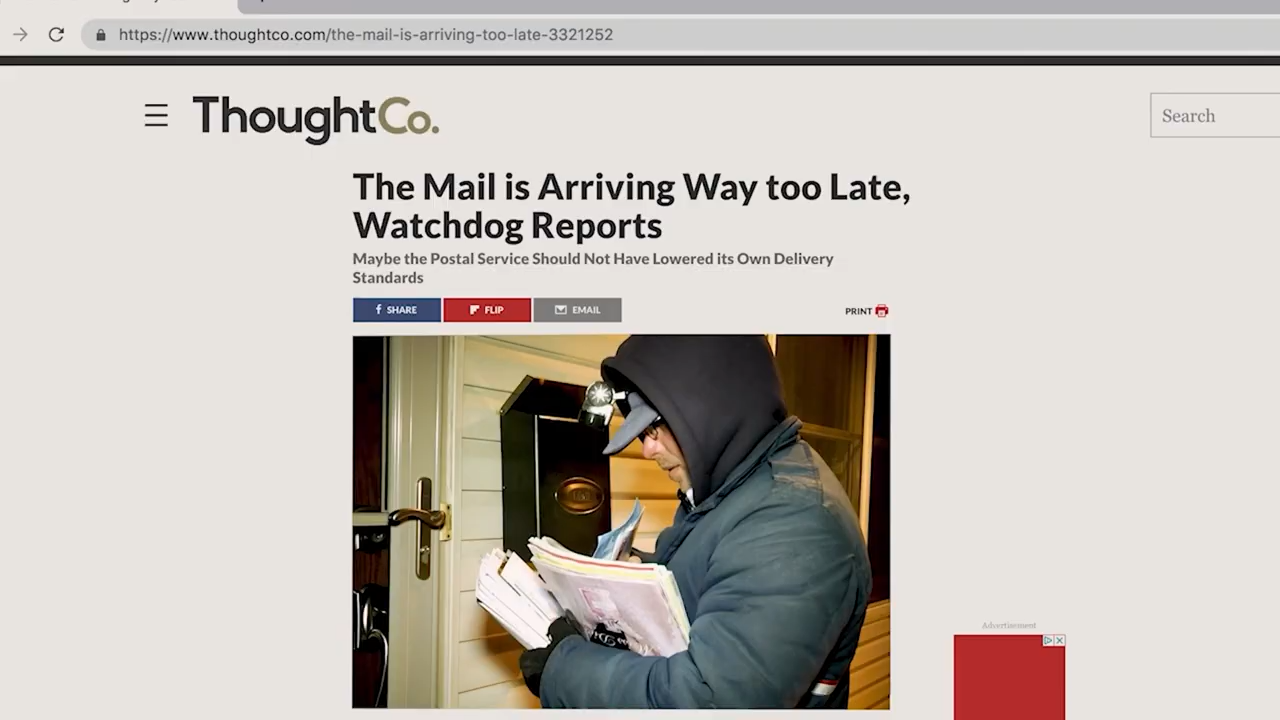 https://www.thoughtco.com/the-mail-is-arriving-too-late-3321252
ThoughtCo.
Search
The Mail is Arriving Way too Late,
Watchdog Reports
Maybe the Postal Service Should Not Have Lowered its Own Delivery
Standards
SHARE
FLIP
EMAIL
PRINT
Advertisement